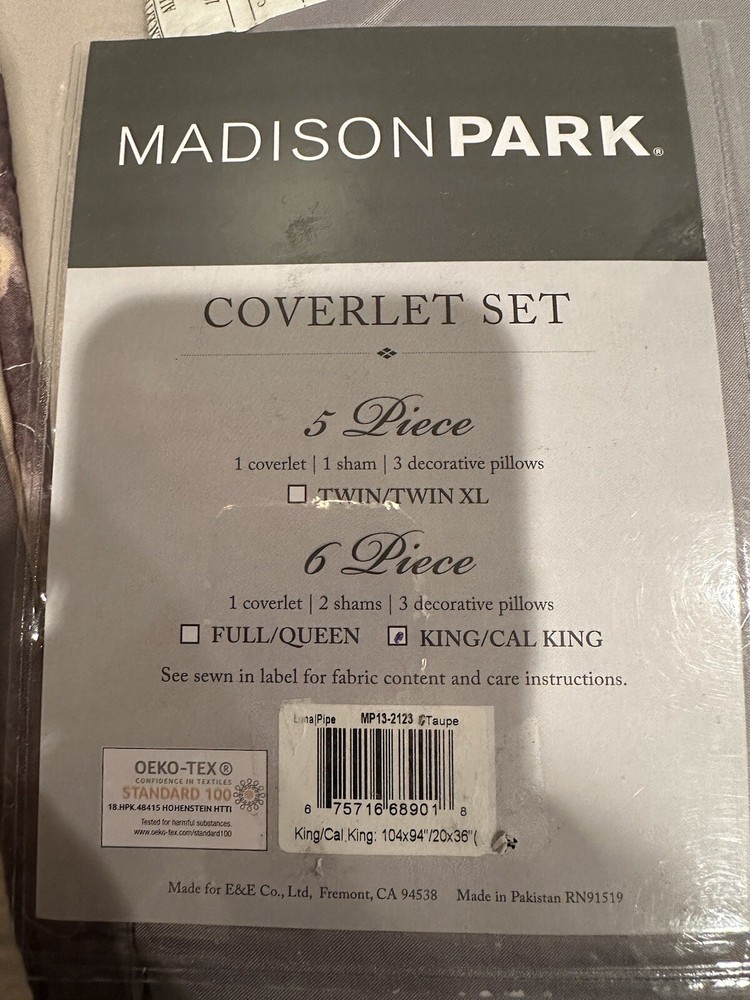 MADISONPARK®
COVERLET SET
5 Piece
1 coverlet | 1 sham | 3 decorative pillows
TWIN/TWIN XL
6 Piece
1 coverlet | 2 shams | 3 decorative pillows
FULL/QUEEN KING/CAL KING
See sewn in label for fabric content and care instructions.
Luna|Pipe MP13-2123 Taupe
6 75716 68901 8
King/Cal King: 104x94"/20x36"(
OEKO-TEX®
CONFIDENCE IN TEXTILES
STANDARD 100
18.HPK.48415 HOHENSTEIN HTTI
Tested for harmful substances.
www.oeko-tex.com/standard100
Made for E&E Co., Ltd, Fremont, CA 94538 Made in Pakistan RN91519